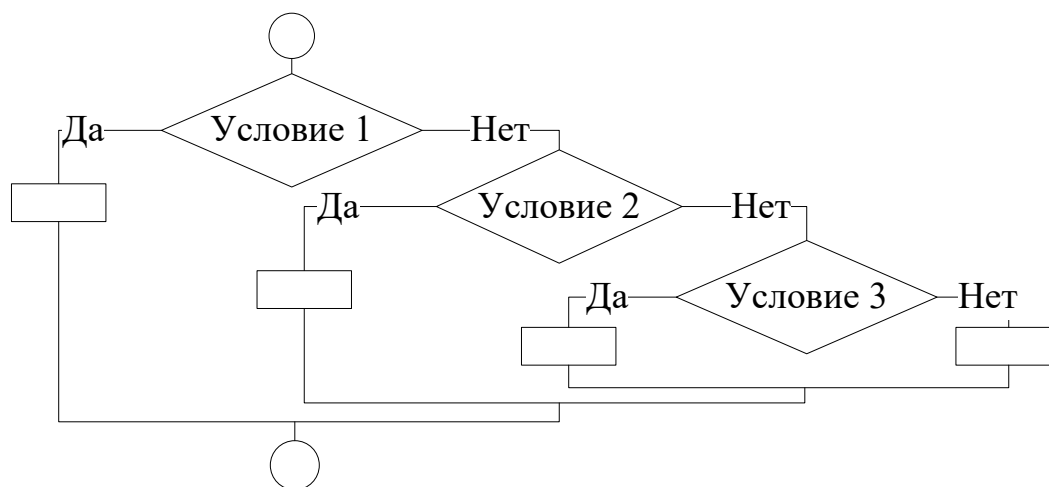 Да
Условие 1
Нет
Да
Условие 2
Нет
Да
Условие 3
Нет